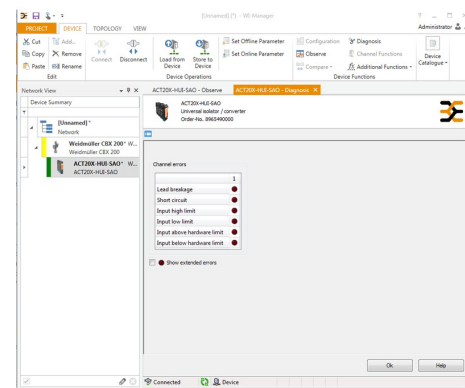 [Unnamed] (*) - WI-Manager
PROJECT DEVICE TOPOLOGY VIEW Administrator
Cut Add...
Copy Remove
Paste Rename
Edit
Connect Disconnect
Load from Device Store to Device
Set Offline Parameter
Set Online Parameter
Device Operations
Configuration Diagnosis
Observe Channel Functions
Compare Additional Functions
Device Functions
Device Catalogue
Network View
Device Summary
[Unnamed]*
Network
Weidmüller CBX 200* W...
Weidmüller CBX 200
ACT20X-HUI-SAO* W...
ACT20X-HUI-SAO
ACT20X-HUI-SAO - Observe ACT20X-HUI-SAO - Diagnosis
ACT20X-HUI-SAO
Universal isolator / converter
Order-No. 8965490000
Channel errors
1
Lead breakage
Short circuit
Input high limit
Input low limit
Input above hardware limit
Input below hardware limit
Show extended errors
Ok Help
Connected Device